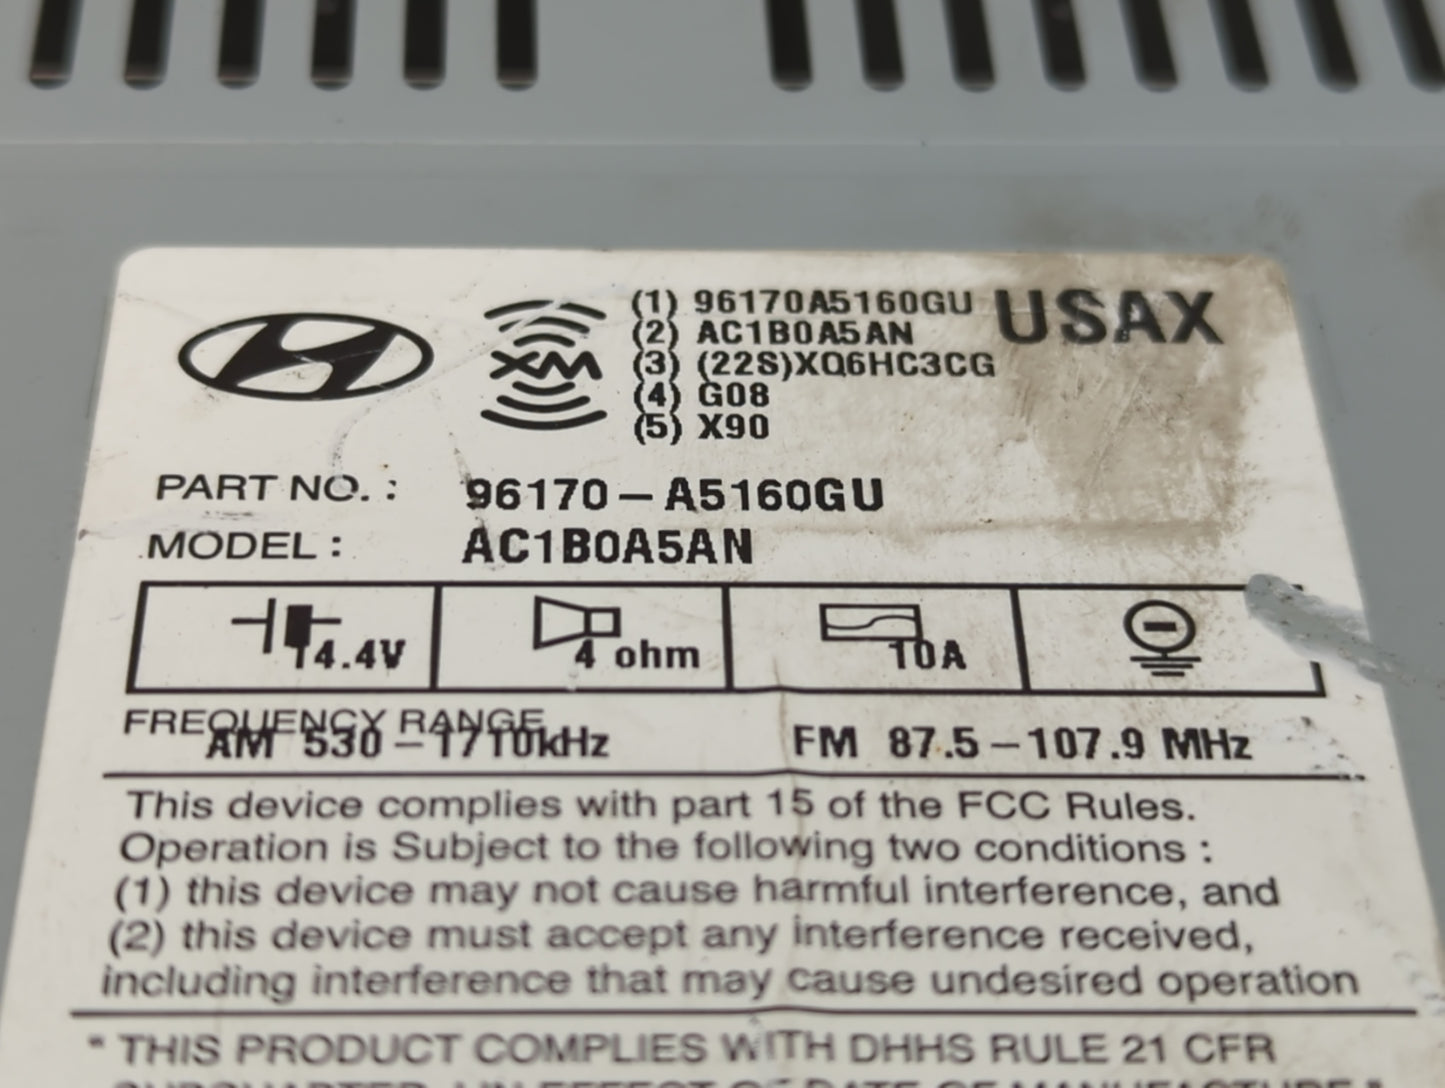 XM
(1) 96170A5160GU USAX
(2) AC1B0A5AN
(3) (22S)XQ6HC3CG
(4) G08
(5) X90
PART NO. : 96170-A5160GU
MODEL : AC1B0A5AN
14.4V 4 ohm 10A
FREQUENCY RANGE
AM 530-1710kHz FM 87.5-107.9 MHz
This device complies with part 15 of the FCC Rules.
Operation is Subject to the following two conditions :
(1) this device may not cause harmful interference, and
(2) this device must accept any interference received,
including interference that may cause undesired operation
* THIS PRODUCT COMPLIES WITH DHHS RULE 21 CFR